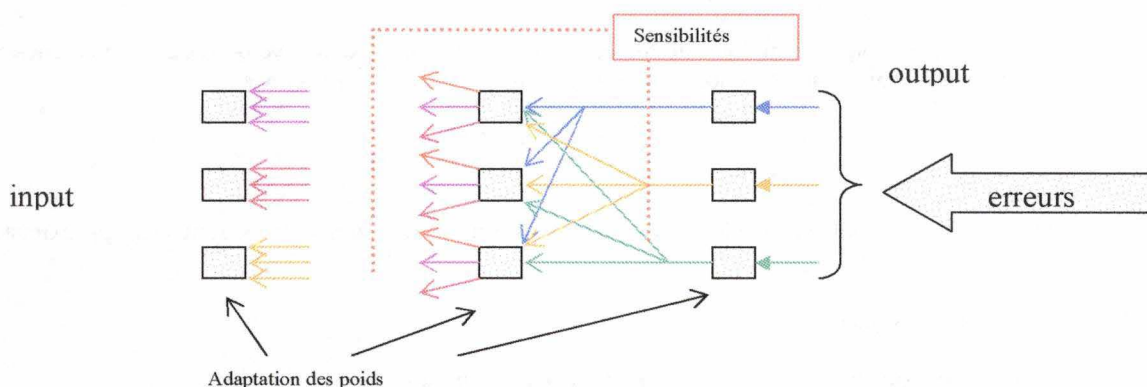 Sensibilités
output
input
erreurs
Adaptation des poids